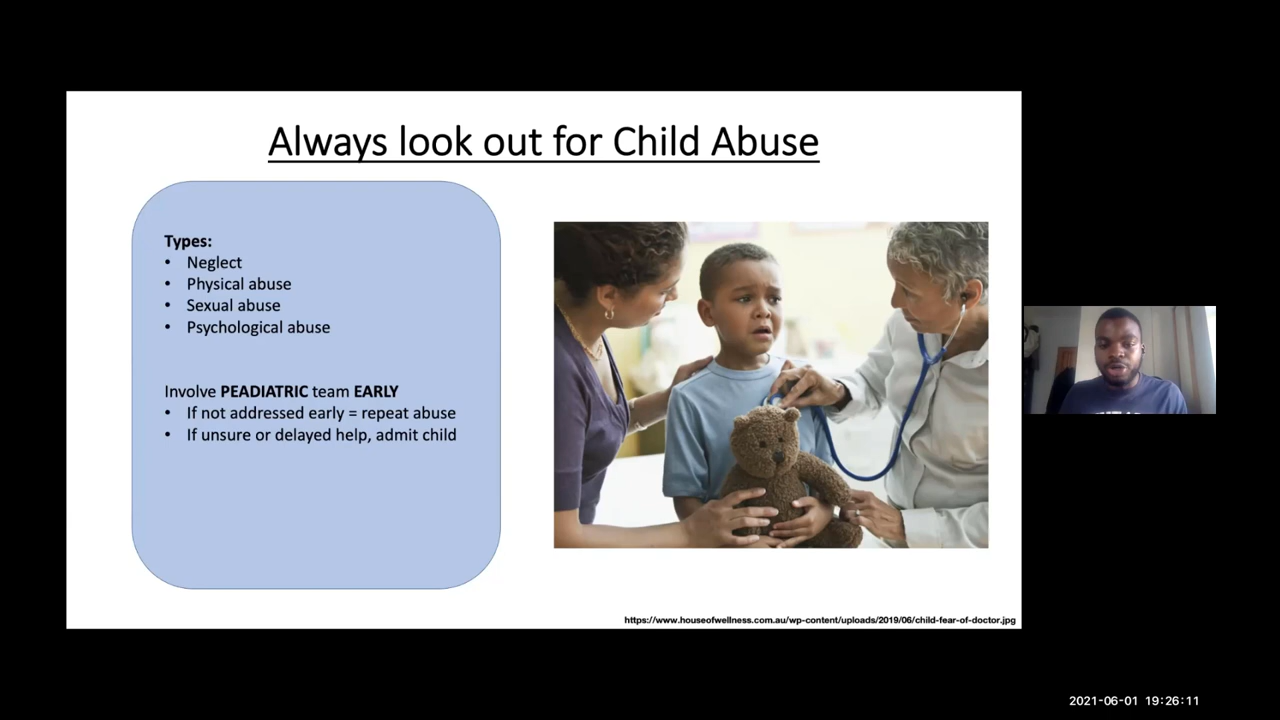 Always look out for Child Abuse
Types:
• Neglect
• Physical abuse
• Sexual abuse
• Psychological abuse
Involve PEADIATRIC team EARLY
• If not addressed early = repeat abuse
• If unsure or delayed help, admit child
https://www.houseofwellness.com.au/wp-content/uploads/2019/06/child-fear-of-doctor.jpg
2021-06-01 19:26:11